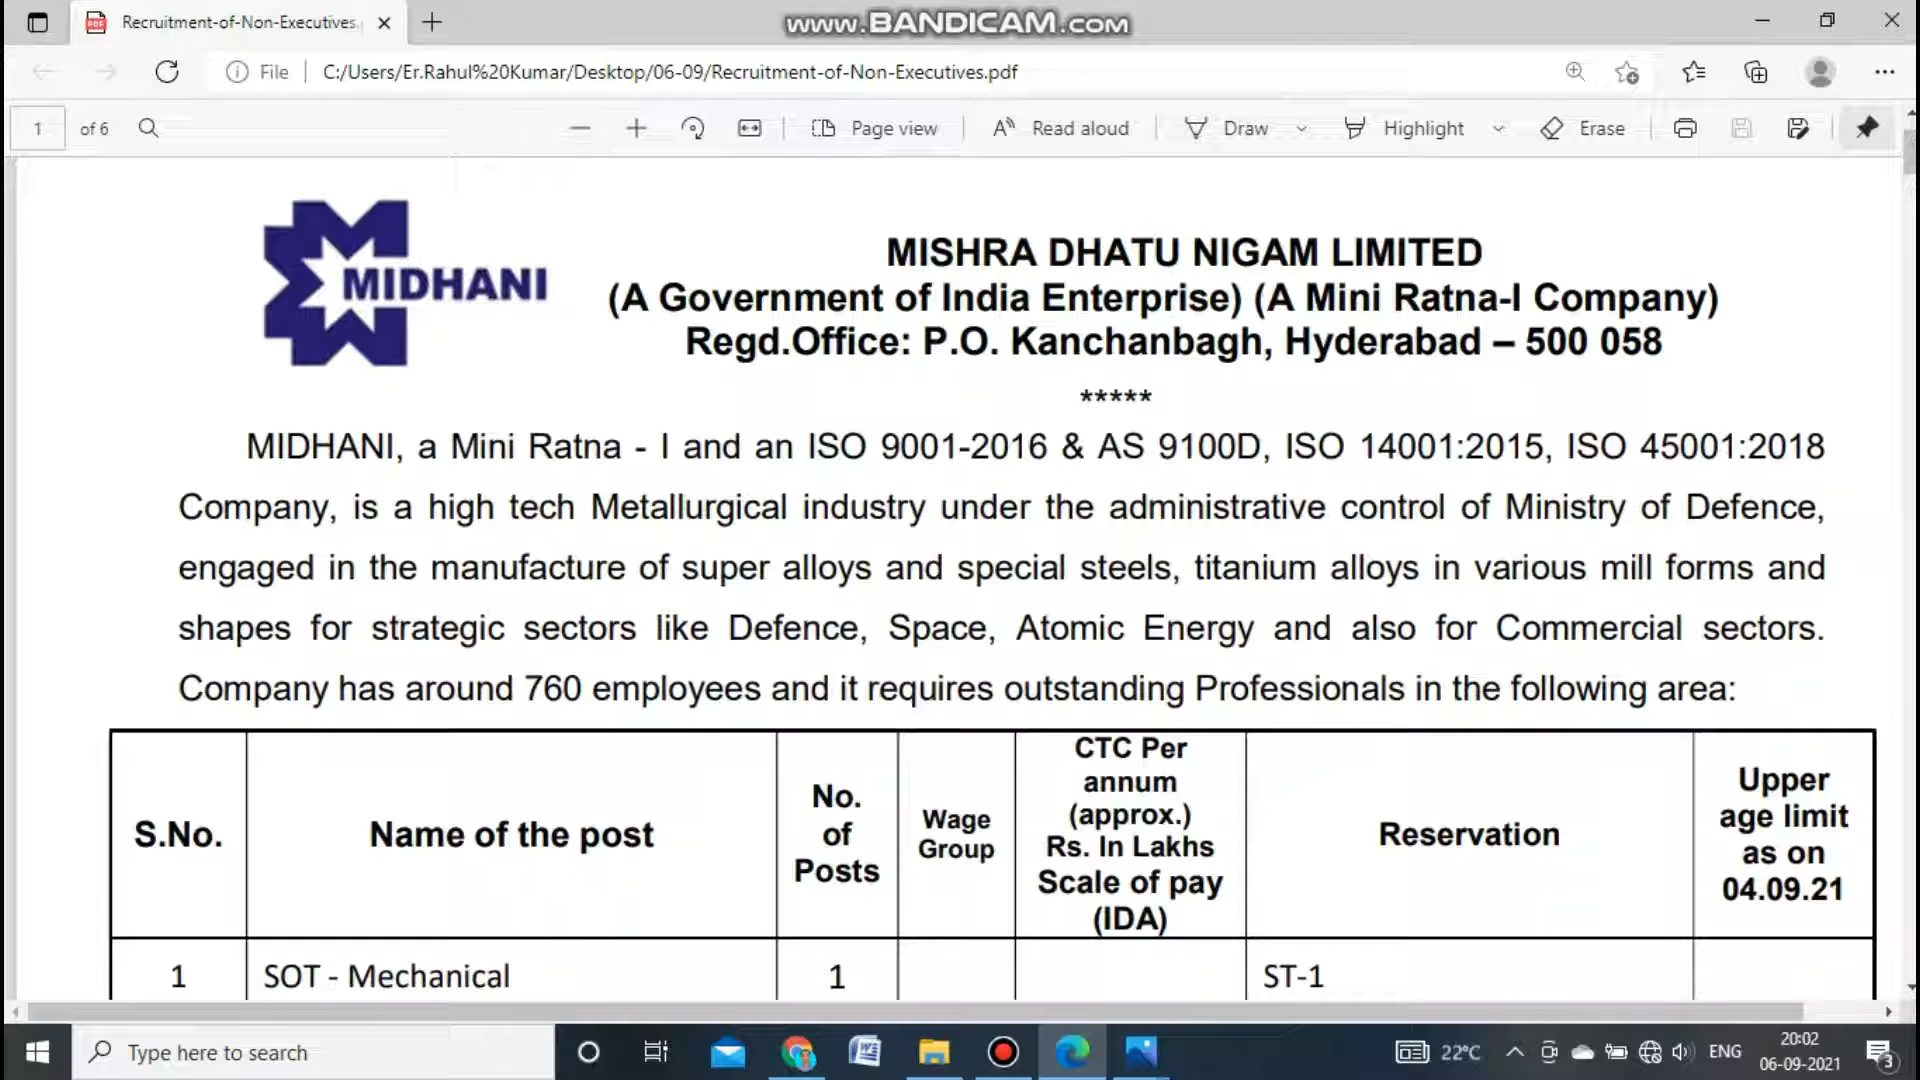 Recruitment-of-Non-Executives.
www.BANDICAM.com
File
C:/Users/Er.Rahul%20Kumar/Desktop/06-09/Recruitment-of-Non-Executives.pdf
1 of 6
Page view
Read aloud
Draw
Highlight
Erase
MIDHANI
MISHRA DHATU NIGAM LIMITED
(A Government of India Enterprise) (A Mini Ratna-I Company)
Regd.Office: P.O. Kanchanbagh, Hyderabad – 500 058
*****
MIDHANI, a Mini Ratna - I and an ISO 9001-2016 & AS 9100D, ISO 14001:2015, ISO 45001:2018
Company, is a high tech Metallurgical industry under the administrative control of Ministry of Defence,
engaged in the manufacture of super alloys and special steels, titanium alloys in various mill forms and
shapes for strategic sectors like Defence, Space, Atomic Energy and also for Commercial sectors.
Company has around 760 employees and it requires outstanding Professionals in the following area:
S.No.
Name of the post
No.
of
Posts
Wage
Group
CTC Per
annum
(approx.)
Rs. In Lakhs
Scale of pay
(IDA)
Reservation
Upper
age limit
as on
04.09.21
1
SOT - Mechanical
1
ST-1
Type here to search
22°C
ENG
20:02
06-09-2021
3